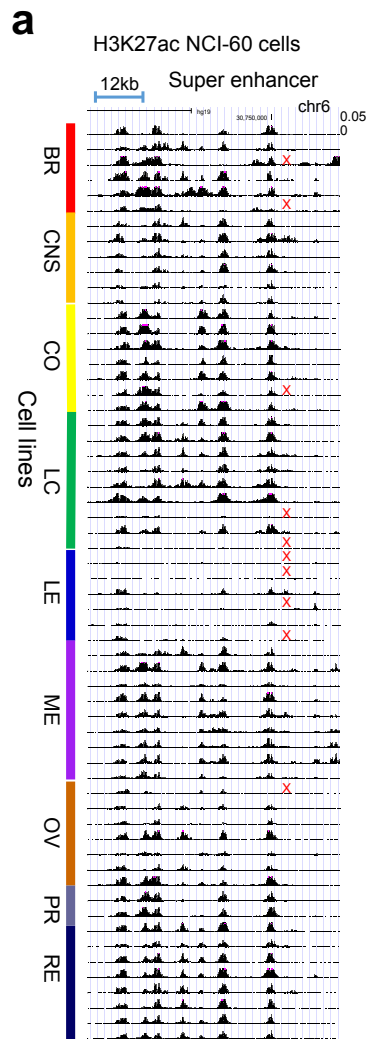 a
H3K27ac NCI-60 cells
12kb
Super enhancer
chr6
hg19
30,750,000
0.05
0
X
X
X
X
X
X
X
X
X
X
Cell lines
BR
CNS
CO
LC
LE
ME
OV
PR
RE